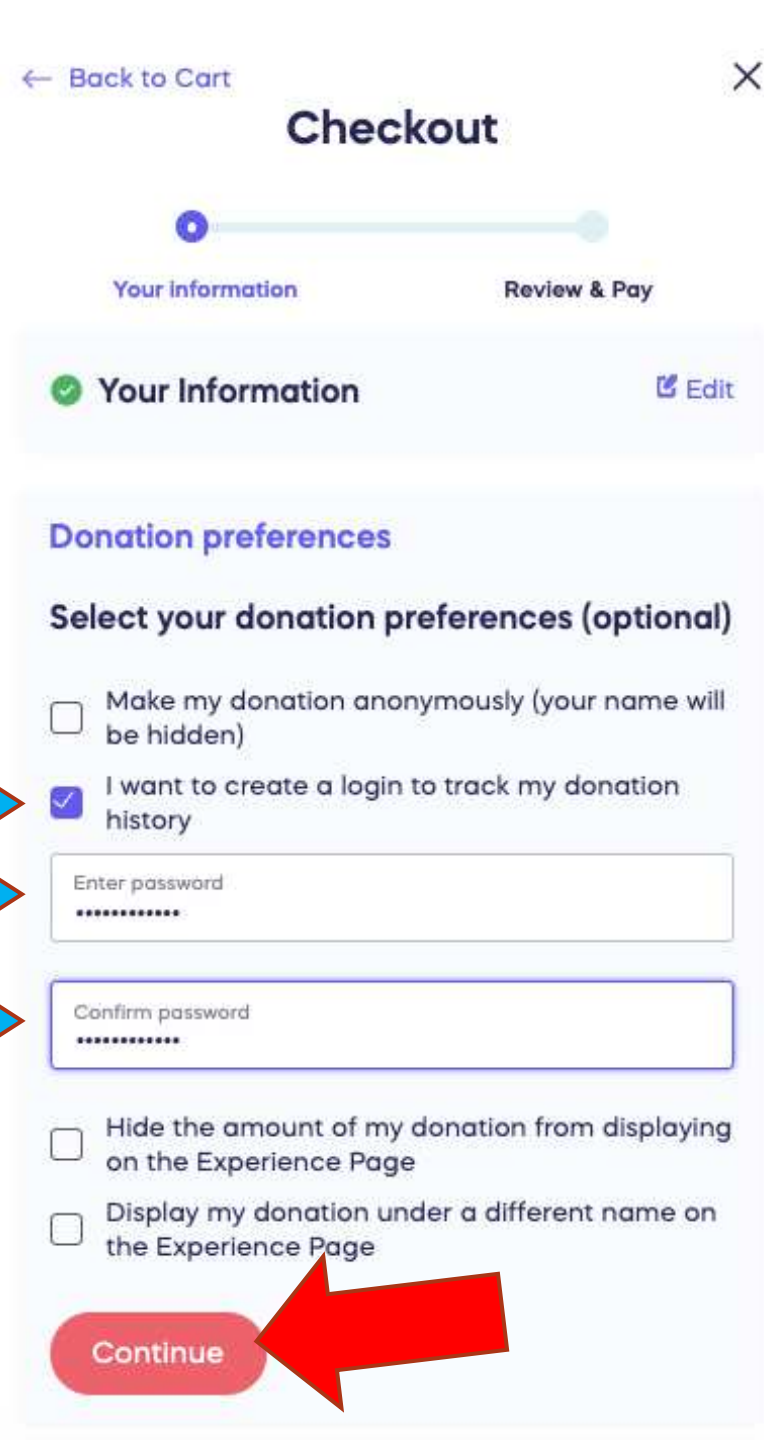 ← Back to Cart
Checkout
Your information
Review & Pay
Your Information
Edit
Donation preferences
Select your donation preferences (optional)
Make my donation anonymously (your name will
be hidden)
I want to create a login to track my donation
history
Enter password
••••••••••••
Confirm password
••••••••••••
Hide the amount of my donation from displaying
on the Experience Page
Display my donation under a different name on
the Experience Page
Continue